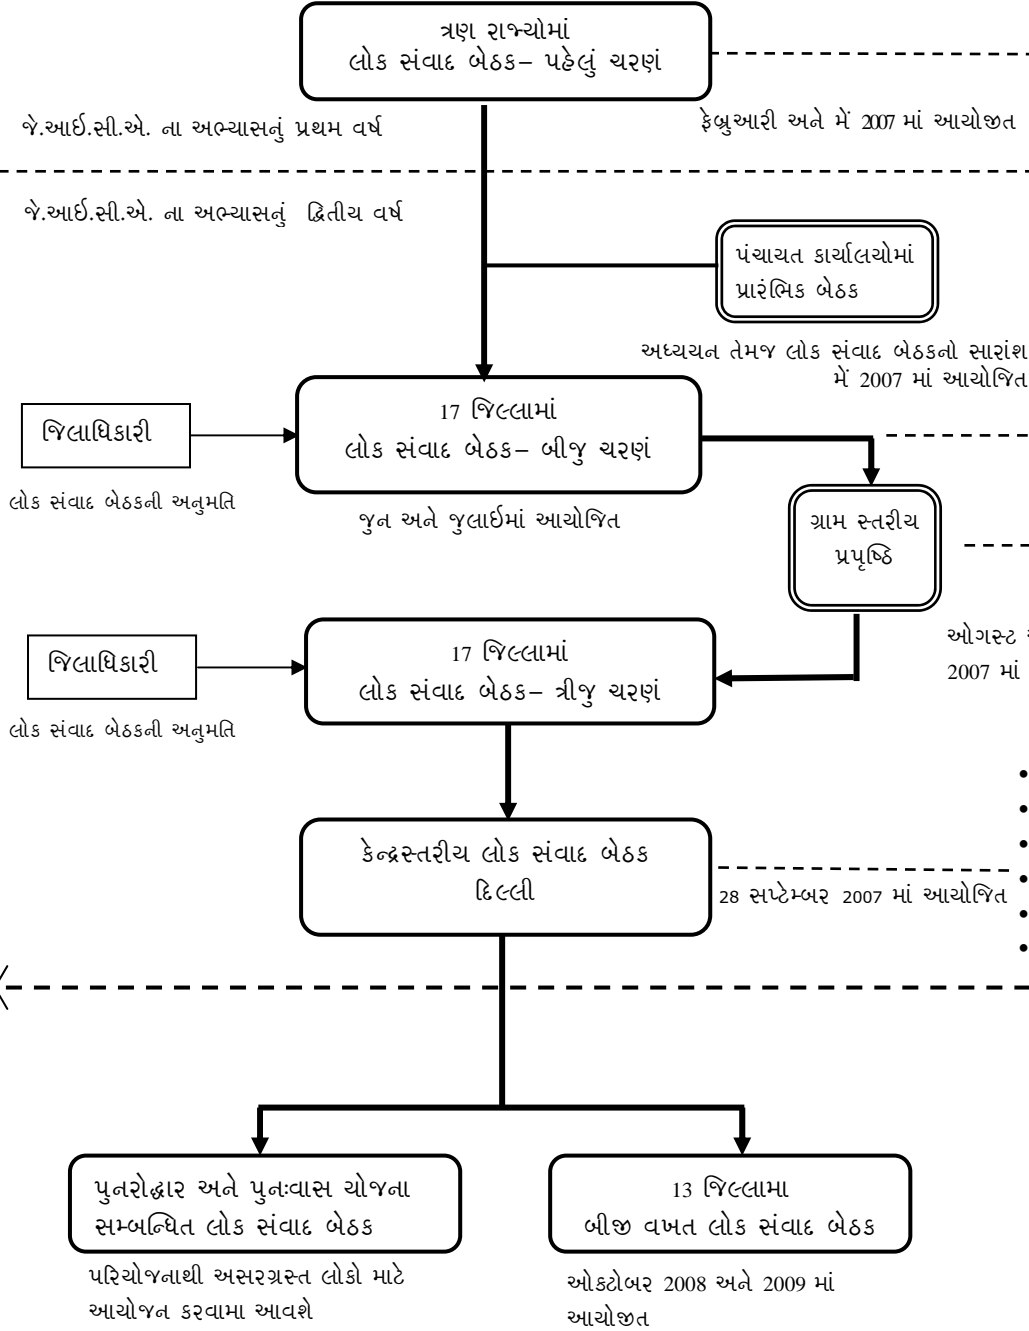 ત્રણ રાજ્યોમાં
લોક સંવાદ બેઠક– પહેલું ચરણં
જે.આઈ.સી.એ. ના અભ્યાસનું પ્રથમ વર્ષ
ફેબ્રુઆરી અને મેં 2007 માં આયોજીત
જે.આઈ.સી.એ. ના અભ્યાસનું દ્વિતીય વર્ષ
પંચાયત કાર્યાલયોમાં
પ્રારંભિક બેઠક
અધ્યયન તેમજ લોક સંવાદ બેઠકનો સારાંશ
મેં 2007 માં આયોજિત
17 જિલ્લામાં
લોક સંવાદ બેઠક– બીજુ ચરણં
જિલાધિકારી
લોક સંવાદ બેઠકની અનુમતિ
જુન અને જુલાઈમાં આયોજિત
ગ્રામ સ્તરીય
પ્રપૃષ્ઠિ
17 જિલ્લામાં
લોક સંવાદ બેઠક– ત્રીજુ ચરણં
જિલાધિકારી
લોક સંવાદ બેઠકની અનુમતિ
ઓગસ્ટ
2007 માં
કેન્દ્રસ્તરીય લોક સંવાદ બેઠક
દિલ્લી
28 સપ્ટેમ્બર 2007 માં આયોજિત
પુનરોદ્ધાર અને પુનઃવાસ યોજના
સમ્બન્ધિત લોક સંવાદ બેઠક
પરિયોજનાથી અસરગ્રસ્ત લોકો માટે
આયોજન કરવામા આવશે
13 જિલ્લામા
બીજી વખત લોક સંવાદ બેઠક
ઓકટોબર 2008 અને 2009 માં
આયોજીત